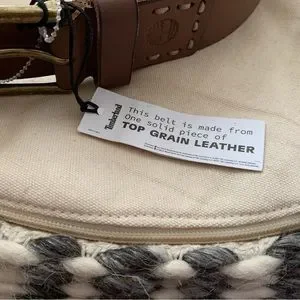 Timberland
This belt is made from
One solid piece of
TOP GRAIN LEATHER